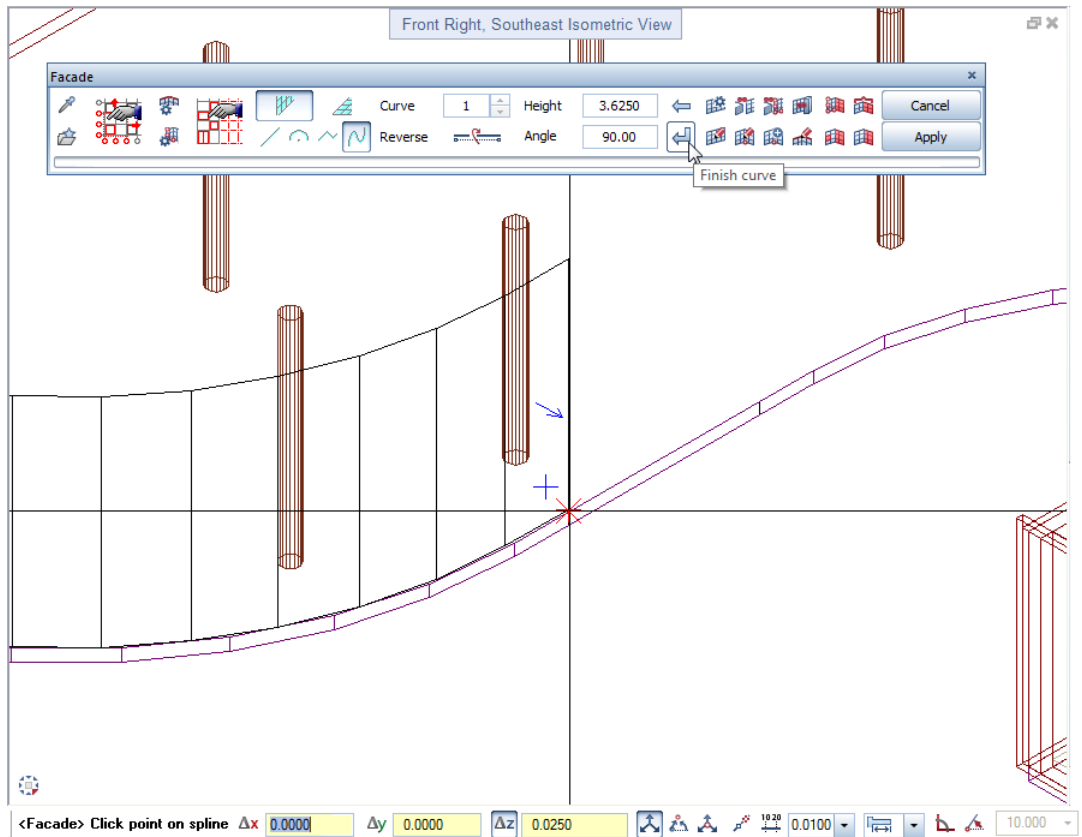 Front Right, Southeast Isometric View
Facade
Curve 1 Height 3.6250 Cancel
Reverse Angle 90.00 Apply
Finish curve
<Facade> Click point on spline Δx 0.0000 Δy 0.0000 Δz 0.0250 1020 0.0100 10.000